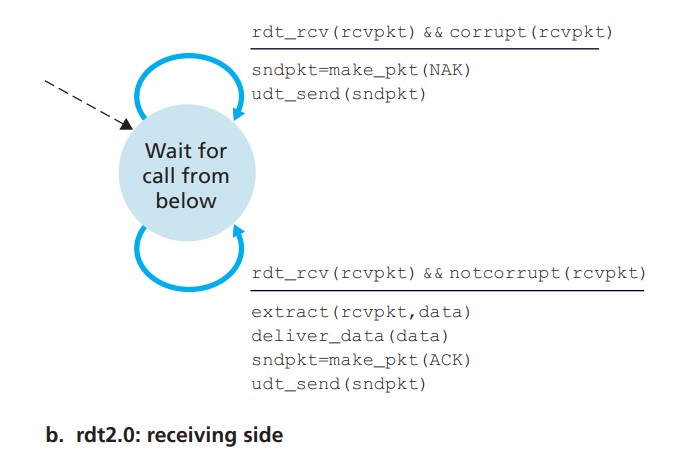 rdt_rcv(rcvpkt) && corrupt(rcvpkt)
sndpkt=make_pkt(NAK)
udt_send(sndpkt)
Wait for
call from
below
rdt_rcv(rcvpkt) && notcorrupt(rcvpkt)
extract(rcvpkt,data)
deliver_data(data)
sndpkt=make_pkt(ACK)
udt_send(sndpkt)
b. rdt2.0: receiving side